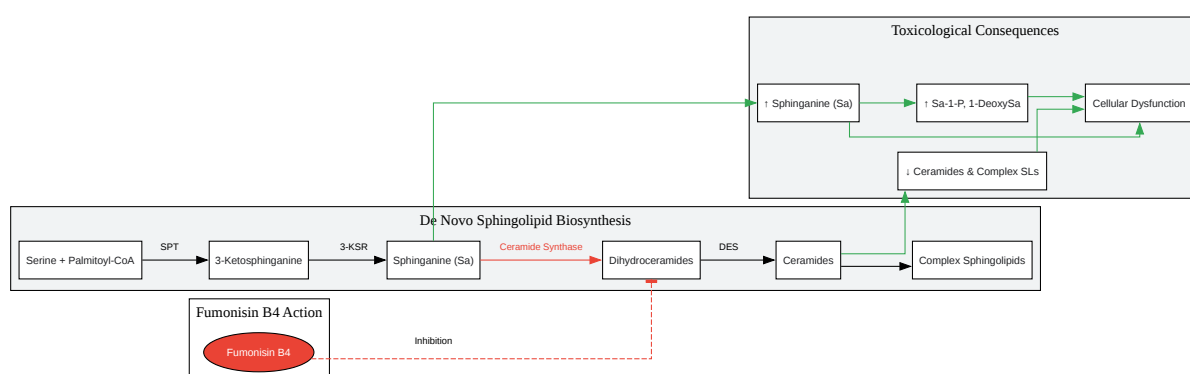 Toxicological Consequences
↑ Sphinganine (Sa)
↑ Sa-1-P, 1-DeoxySa
Cellular Dysfunction
↓ Ceramides & Complex SLs
De Novo Sphingolipid Biosynthesis
Serine + Palmitoyl-CoA
SPT
3-Ketosphinganine
3-KSR
Sphinganine (Sa)
Ceramide Synthase
Dihydroceramides
DES
Ceramides
Complex Sphingolipids
Fumonisin B4 Action
Fumonisin B4
Inhibition